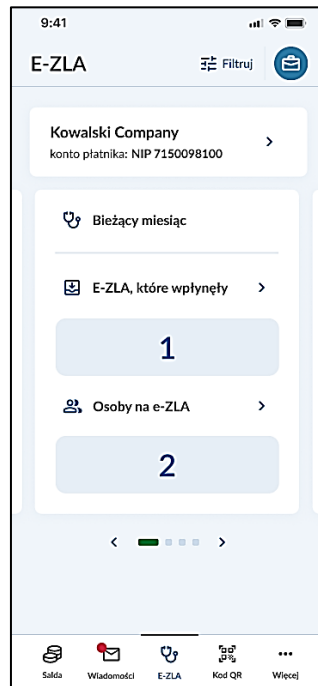 9:41
E-ZLA
Filtruj
Kowalski Company
konto płatnika: NIP 7150098100
Bieżący miesiąc
E-ZLA, które wpłynęły
1
Osoby na e-ZLA
2
Salda
Wiadomości
E-ZLA
Kod QR
Więcej